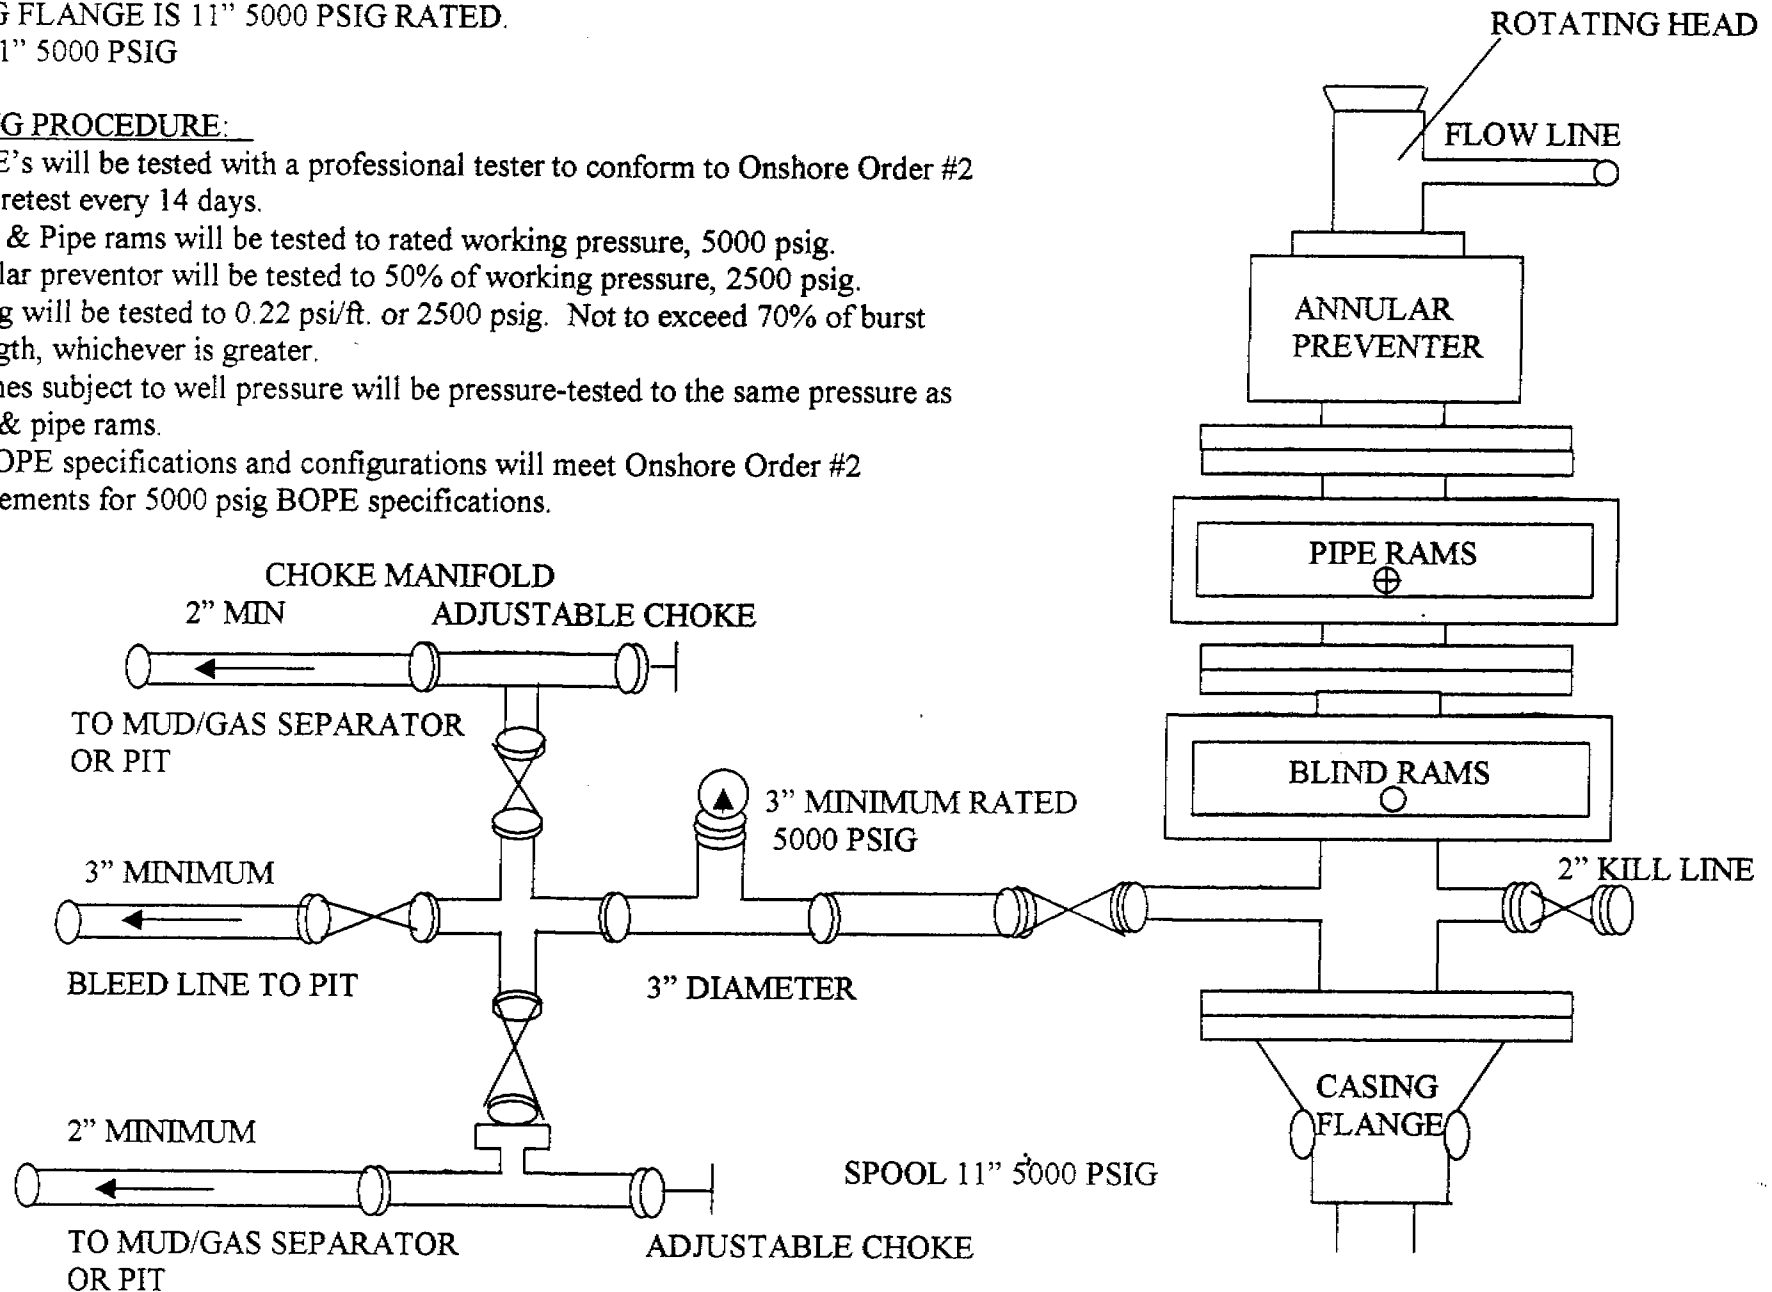 FLANGE IS 11” 5000 PSIG RATED.
1” 5000 PSIG
G PROCEDURE:
E’s will be tested with a professional tester to conform to Onshore Order #2
retest every 14 days.
& Pipe rams will be tested to rated working pressure, 5000 psig.
lar preventor will be tested to 50% of working pressure, 2500 psig.
g will be tested to 0.22 psi/ft. or 2500 psig. Not to exceed 70% of burst
gth, whichever is greater.
nes subject to well pressure will be pressure-tested to the same pressure as
& pipe rams.
OPE specifications and configurations will meet Onshore Order #2
ements for 5000 psig BOPE specifications.
ROTATING HEAD
FLOW LINE
ANNULAR
PREVENTER
PIPE RAMS
BLIND RAMS
2” KILL LINE
CASING
FLANGE
CHOKE MANIFOLD
2” MIN
ADJUSTABLE CHOKE
TO MUD/GAS SEPARATOR
OR PIT
3” MINIMUM RATED
5000 PSIG
3” MINIMUM
BLEED LINE TO PIT
3” DIAMETER
2” MINIMUM
SPOOL 11” 5000 PSIG
TO MUD/GAS SEPARATOR
OR PIT
ADJUSTABLE CHOKE